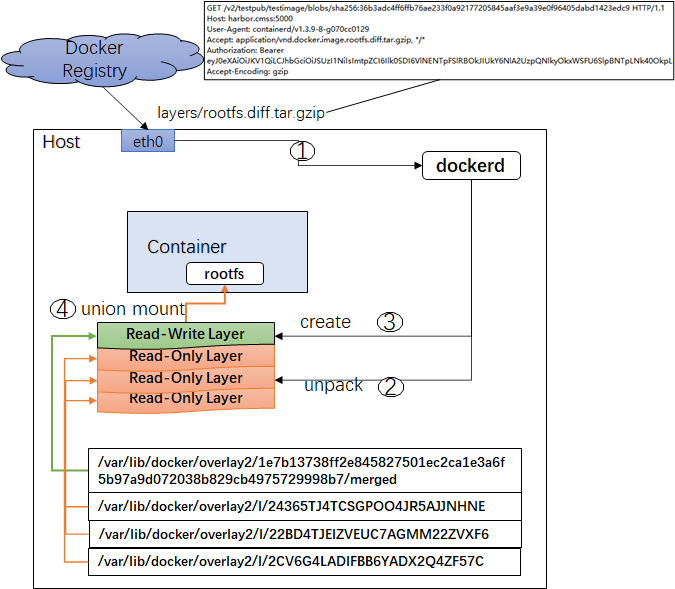 GET /v2/testpub/testimage/blobs/sha256:36b3adc4ff6ffb76ae233f0a92177205845aaf3e9a39e0f96405dabd1423edc9 HTTP/1.1
Host: harbor.cmss:5000
User-Agent: containerd/v1.3.9-8-g070cc0129
Accept: application/vnd.docker.image.rootfs.diff.tar.gzip, */*
Authorization: Bearer
eyJ0eXAiOiJKV1QiLCJhbGciOiJSUzI1NiIsImtpZCI6Ilk0SDI6VlNENTpFSlRBOkJIUkY6NlA2UzpQNlkyOkxWSFU6SlpBNTpLNk40OkpL
Accept-Encoding: gzip
Docker
Registry
layers/rootfs.diff.tar.gzip
Host
eth0
1
dockerd
Container
rootfs
4 union mount
Read-Write Layer
create 3
Read-Only Layer
Read-Only Layer
unpack 2
Read-Only Layer
/var/lib/docker/overlay2/1e7b13738ff2e845827501ec2ca1e3a6f
5b97a9d072038b829cb4975729998b7/merged
/var/lib/docker/overlay2/l/24365TJ4TCSGPOO4JR5AJJNHNE
/var/lib/docker/overlay2/l/22BD4TJEIZVEUC7AGMM22ZVXF6
/var/lib/docker/overlay2/l/2CV6G4LADIFBB6YADX2Q4ZF57C